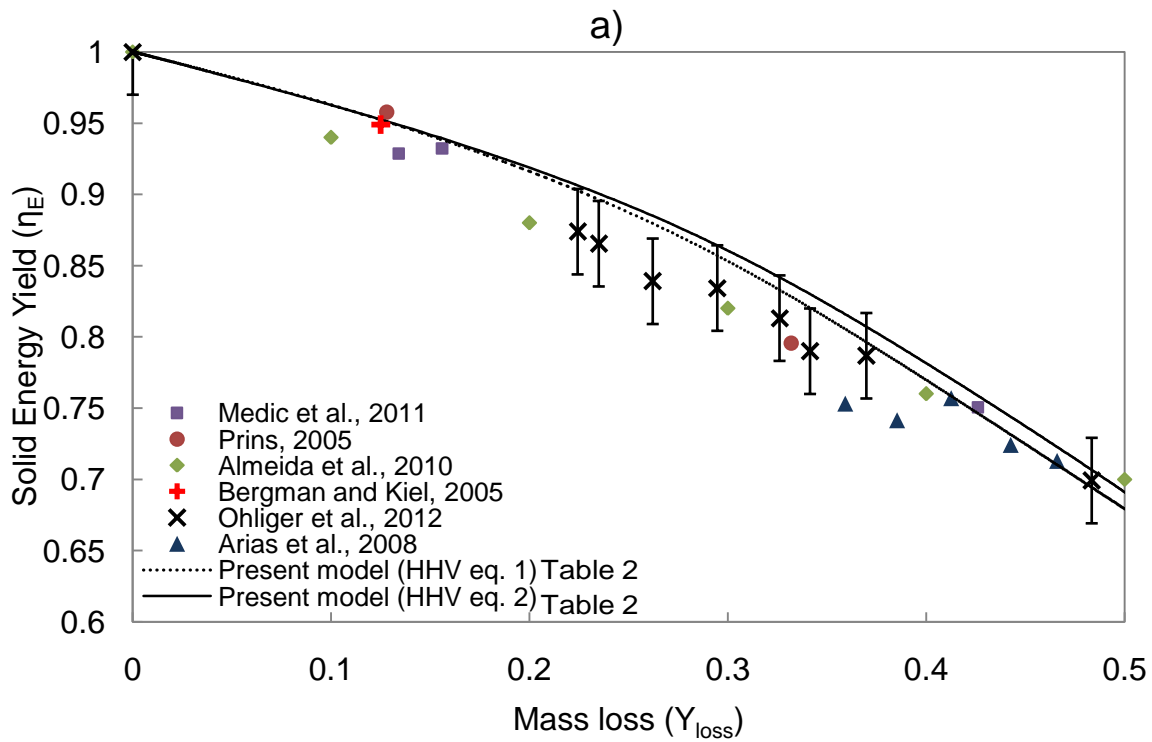 a)
1
0.95
0.9
0.85
0.8
0.75
0.7
0.65
0.6
Solid Energy Yield (ηE)
Medic et al., 2011
Prins, 2005
Almeida et al., 2010
Bergman and Kiel, 2005
Ohliger et al., 2012
Arias et al., 2008
Present model (HHV eq. 1) Table 2
Present model (HHV eq. 2) Table 2
0 0.1 0.2 0.3 0.4 0.5
Mass loss (Yloss)